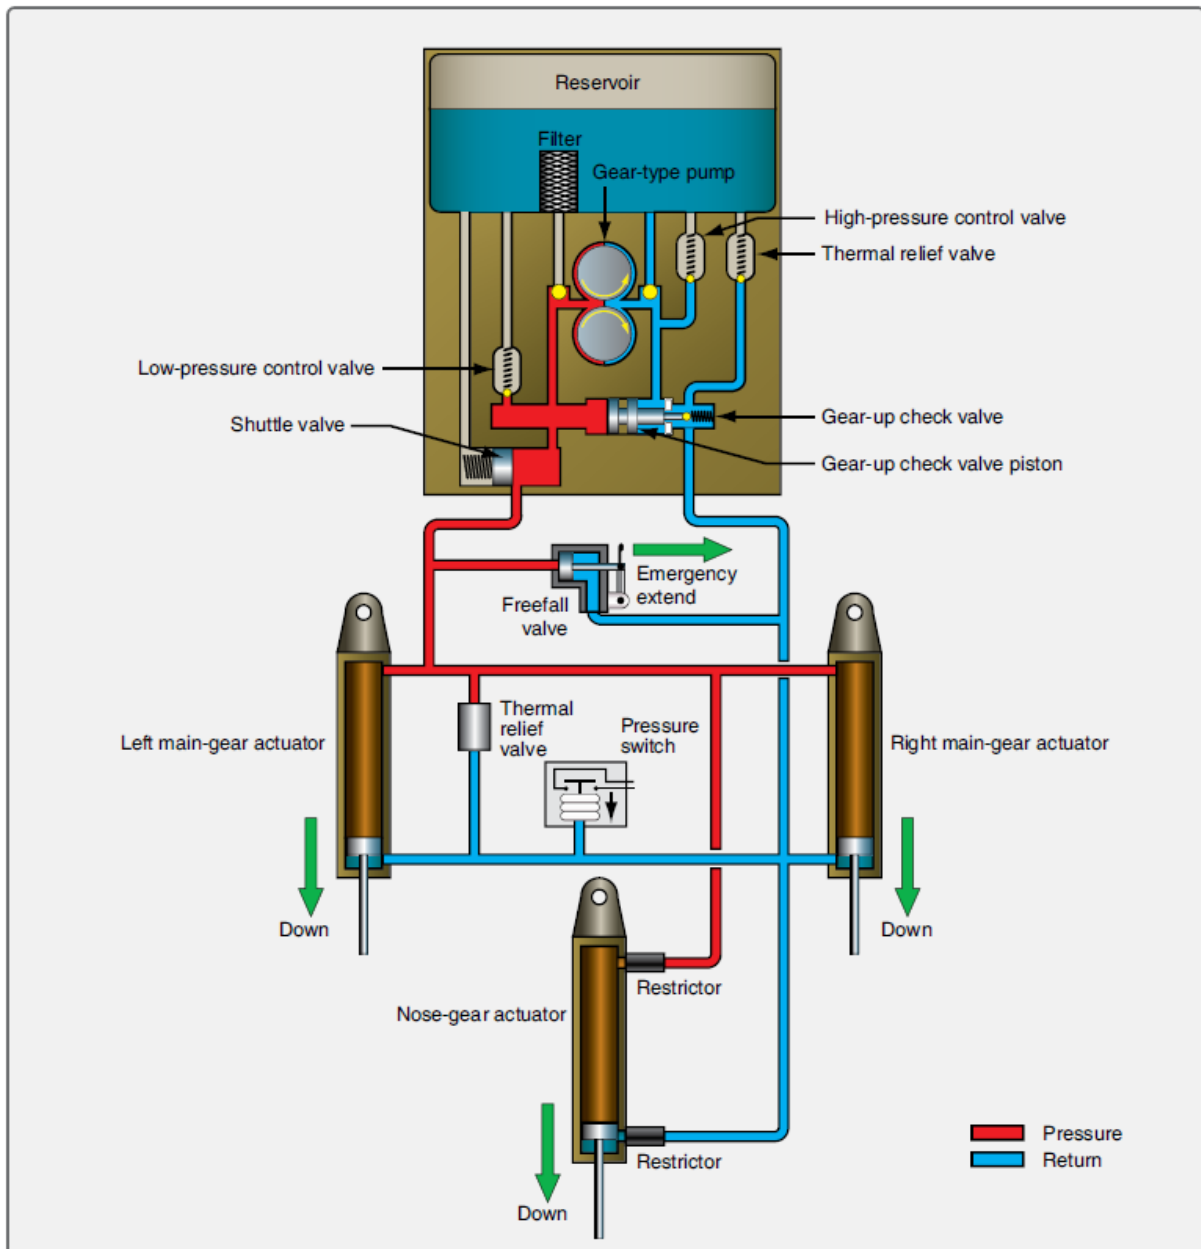 Reservoir
Filter
Gear-type pump
High-pressure control valve
Thermal relief valve
Low-pressure control valve
Shuttle valve
Gear-up check valve
Gear-up check valve piston
Emergency
extend
Freefall
valve
Thermal
relief
valve
Pressure
switch
Left main-gear actuator
Right main-gear actuator
Down
Down
Restrictor
Nose-gear actuator
Restrictor
Down
Pressure
Return